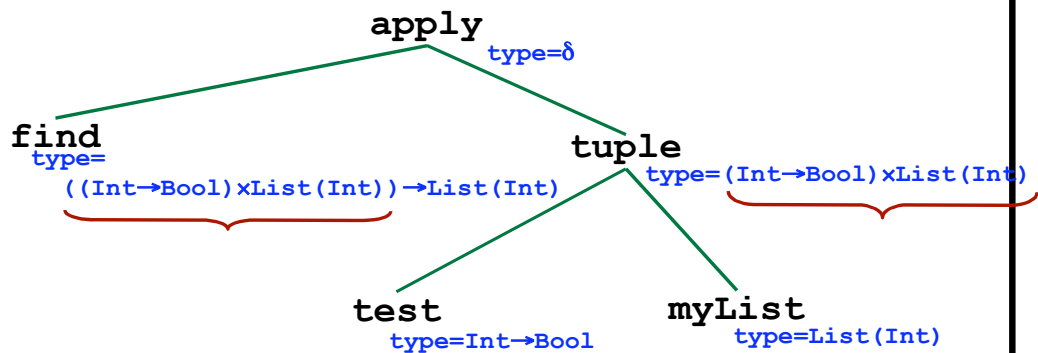 apply
type=δ
find
type=
((Int→Bool)×List(Int))→List(Int)
tuple
type=(Int→Bool)×List(Int)
test
type=Int→Bool
myList
type=List(Int)